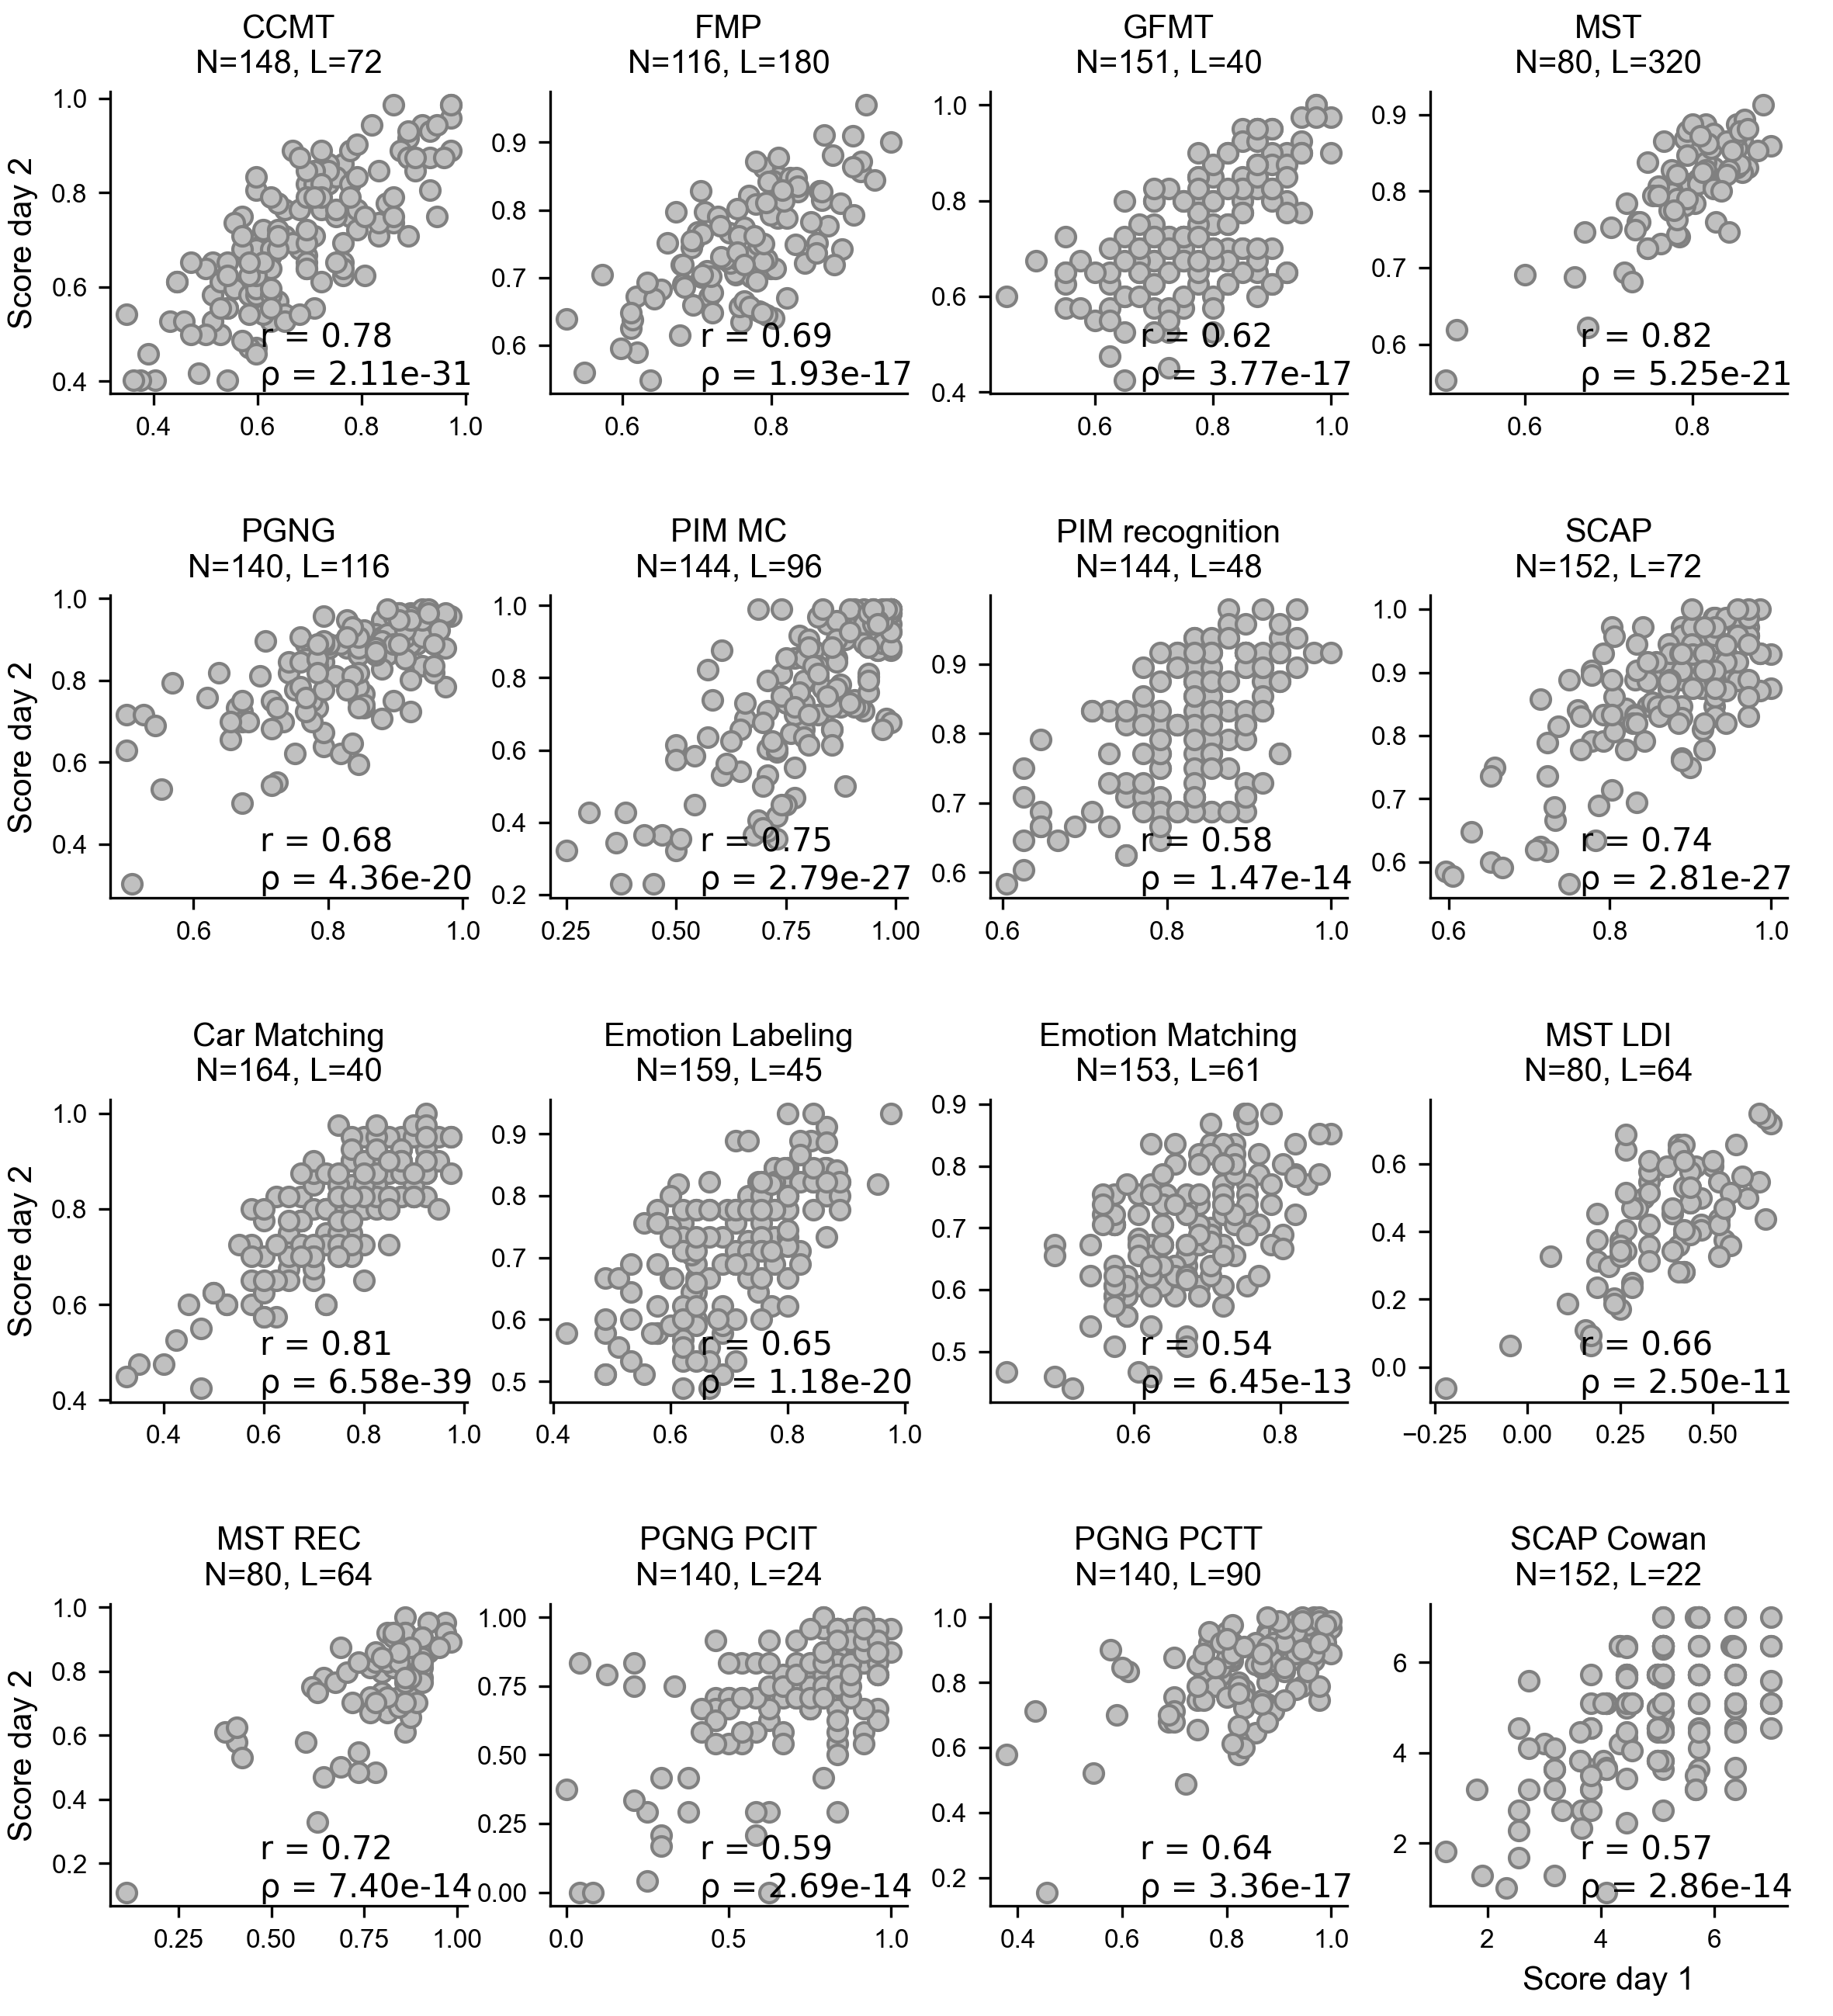 CCMT
N=148, L=72
FMP
N=116, L=180
GFMT
N=151, L=40
MST
N=80, L=320
Score day 2
1.0
0.8
0.6
0.4
r = 0.78
ρ = 2.11e-31
0.4
0.6
0.8
1.0
0.9
0.8
0.7
0.6
r = 0.69
ρ = 1.93e-17
0.6
0.8
1.0
0.8
0.6
0.4
r = 0.62
ρ = 3.77e-17
0.6
0.8
1.0
0.9
0.8
0.7
0.6
r = 0.82
ρ = 5.25e-21
0.6
0.8
PGNG
N=140, L=116
PIM MC
N=144, L=96
PIM recognition
N=144, L=48
SCAP
N=152, L=72
Score day 2
1.0
0.8
0.6
0.4
r = 0.68
ρ = 4.36e-20
0.6
0.8
1.0
1.0
0.8
0.6
0.4
0.2
r = 0.75
ρ = 2.79e-27
0.25
0.50
0.75
1.00
0.9
0.8
0.7
0.6
r = 0.58
ρ = 1.47e-14
0.6
0.8
1.0
1.0
0.9
0.8
0.7
0.6
r = 0.74
ρ = 2.81e-27
0.6
0.8
1.0
Car Matching
N=164, L=40
Emotion Labeling
N=159, L=45
Emotion Matching
N=153, L=61
MST LDI
N=80, L=64
Score day 2
1.0
0.8
0.6
0.4
r = 0.81
ρ = 6.58e-39
0.4
0.6
0.8
1.0
0.9
0.8
0.7
0.6
0.5
r = 0.65
ρ = 1.18e-20
0.4
0.6
0.8
1.0
0.9
0.8
0.7
0.6
0.5
r = 0.54
ρ = 6.45e-13
0.6
0.8
0.6
0.4
0.2
0.0
r = 0.66
ρ = 2.50e-11
−0.25
0.00
0.25
0.50
MST REC
N=80, L=64
PGNG PCIT
N=140, L=24
PGNG PCTT
N=140, L=90
SCAP Cowan
N=152, L=22
Score day 2
1.0
0.8
0.6
0.4
0.2
r = 0.72
ρ = 7.40e-14
0.25
0.50
0.75
1.00
1.00
0.75
0.50
0.25
0.00
r = 0.59
ρ = 2.69e-14
0.0
0.5
1.0
1.0
0.8
0.6
0.4
0.2
r = 0.64
ρ = 3.36e-17
0.4
0.6
0.8
1.0
6
4
2
r = 0.57
ρ = 2.86e-14
2
4
6
Score day 1